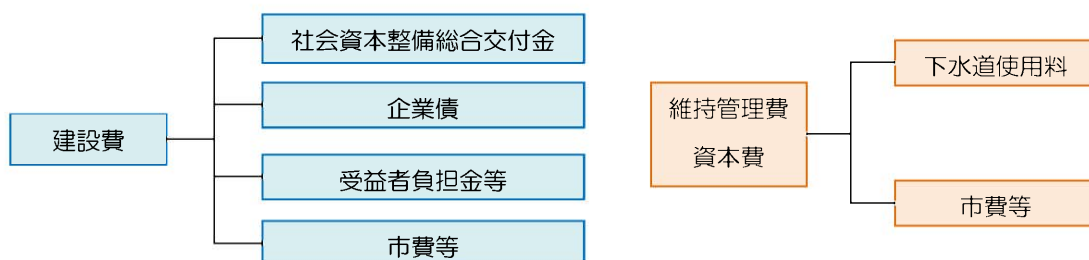 建設費
社会資本整備総合交付金
企業債
受益者負担金等
市費等
維持管理費
資本費
下水道使用料
市費等